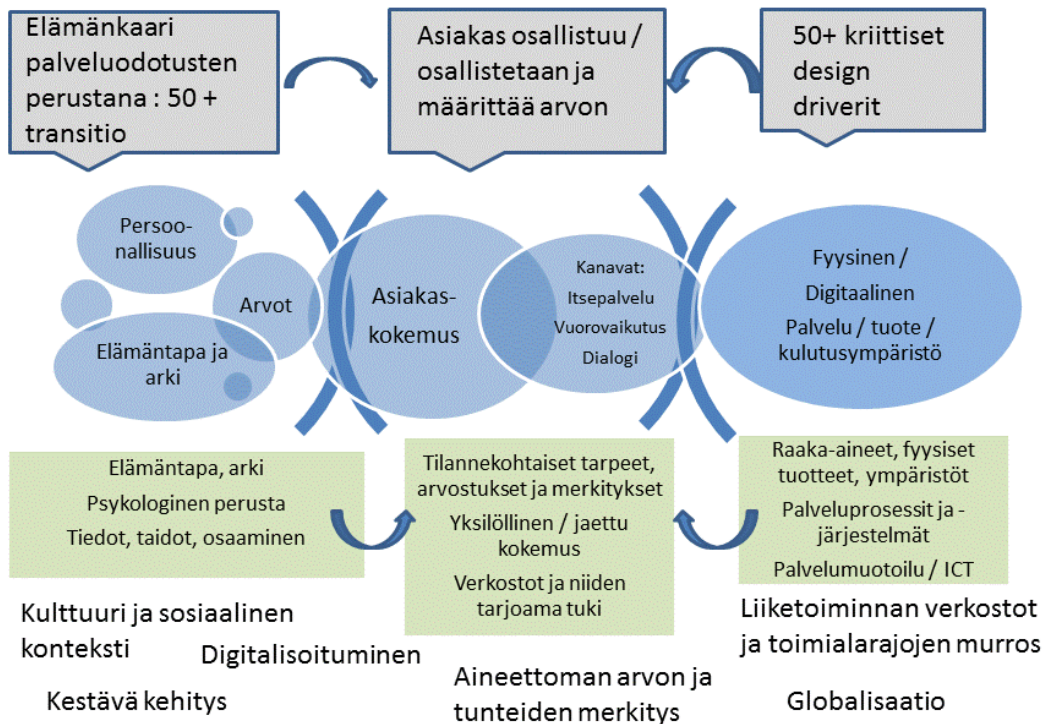 Elämänkaari
palveluodotusten
perustana : 50 +
transitio
Asiakas osallistuu /
osallistetaan ja
määrittää arvon
50+ kriittiset
design
driverit
Persoo-
nallisuus
Arvot
Elämäntapa ja
arki
Asiakas-
kokemus
Kanavat:
Itsepalvelu
Vuorovaikutus
Dialogi
Fyysinen /
Digitaalinen
Palvelu / tuote /
kulutusympäristö
Elämäntapa, arki
Psykologinen perusta
Tiedot, taidot, osaaminen
Tilannekohtaiset tarpeet,
arvostukset ja merkitykset
Yksilöllinen / jaettu
kokemus
Verkostot ja niiden
tarjoama tuki
Raaka-aineet, fyysiset
tuotteet, ympäristöt
Palveluprosessit ja -
järjestelmät
Palvelumuotoilu / ICT
Kulttuuri ja sosiaalinen
konteksti
Digitalisoituminen
Kestävä kehitys
Aineettoman arvon ja
tunteiden merkitys
Liiketoiminnan verkostot
ja toimialarajojen murros
Globalisaatio